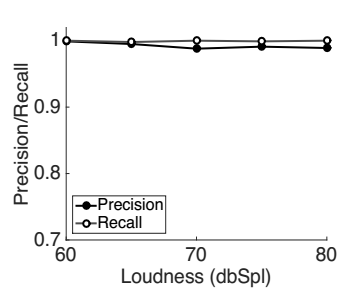 1
0.9
0.8
0.7
Precision/Recall
Precision
Recall
60
70
80
Loudness (dbSpl)